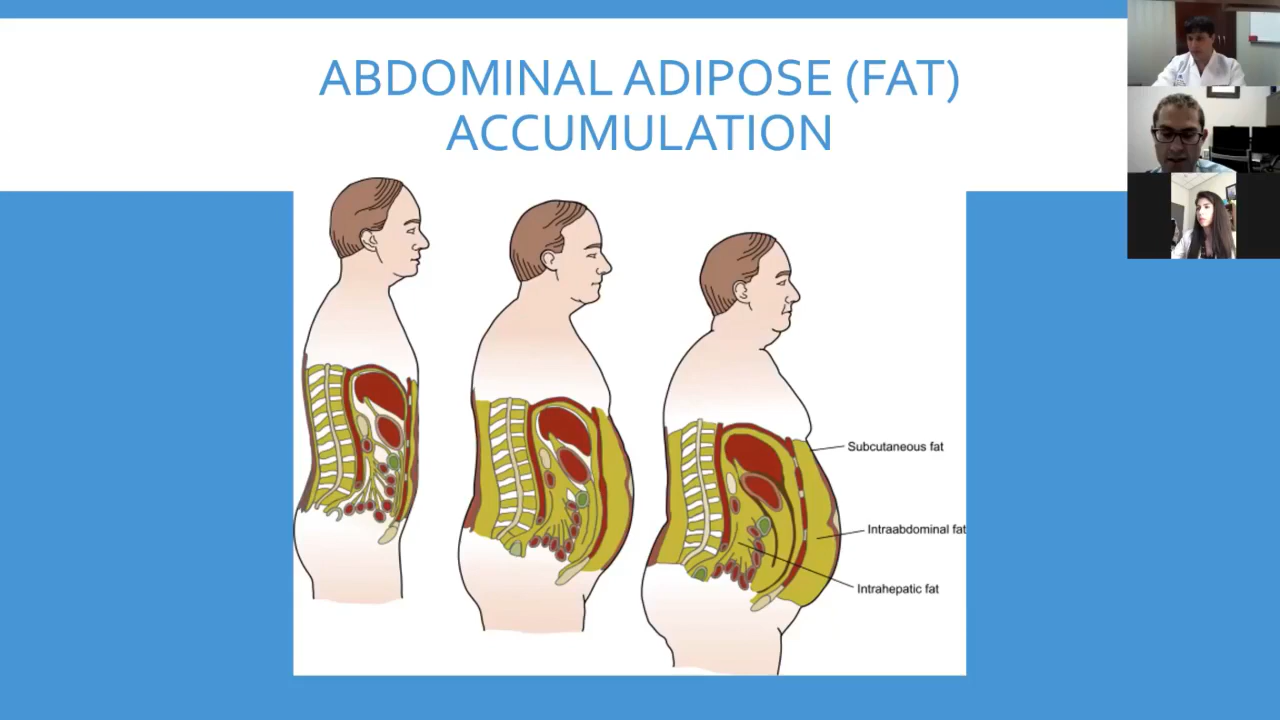 ABDOMINAL ADIPOSE (FAT)
ACCUMULATION
Subcutaneous fat
Intraabdominal fat
Intrahepatic fat